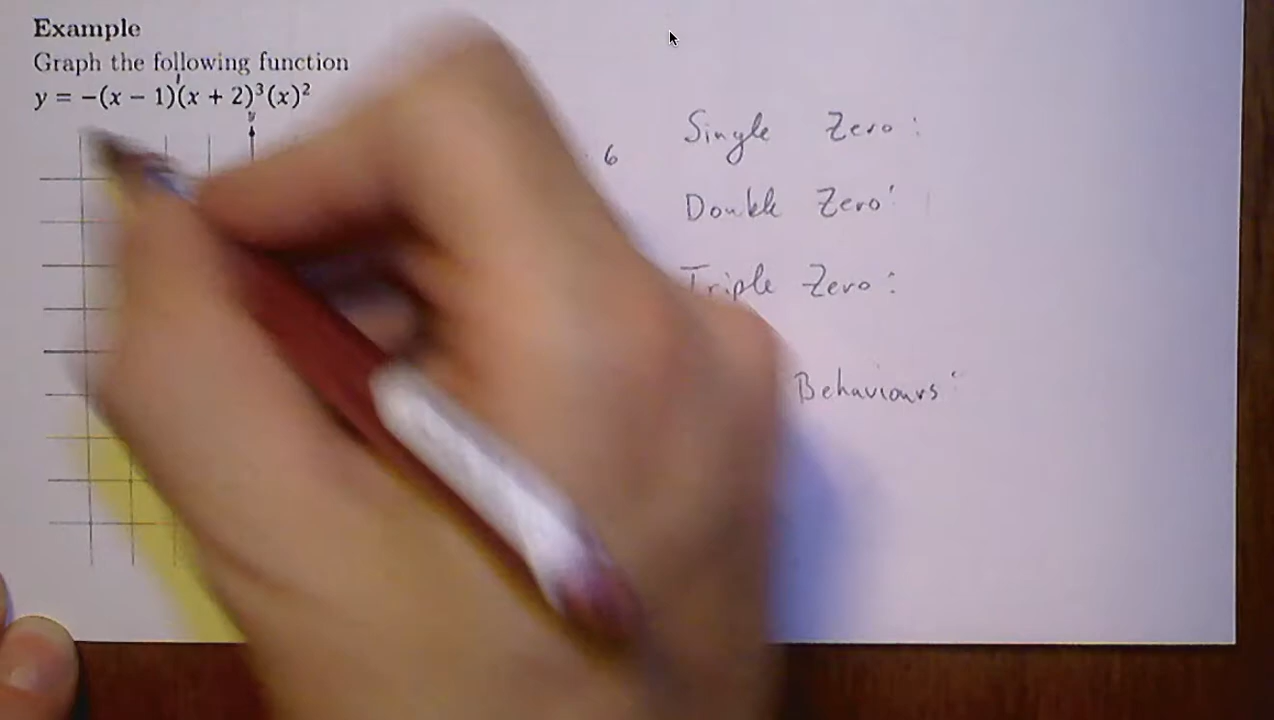 Example
Graph the following function
y = −(x − 1)(x + 2)³(x)²
y
6
Single Zero:
Double Zero:
Triple Zero:
Behaviours: